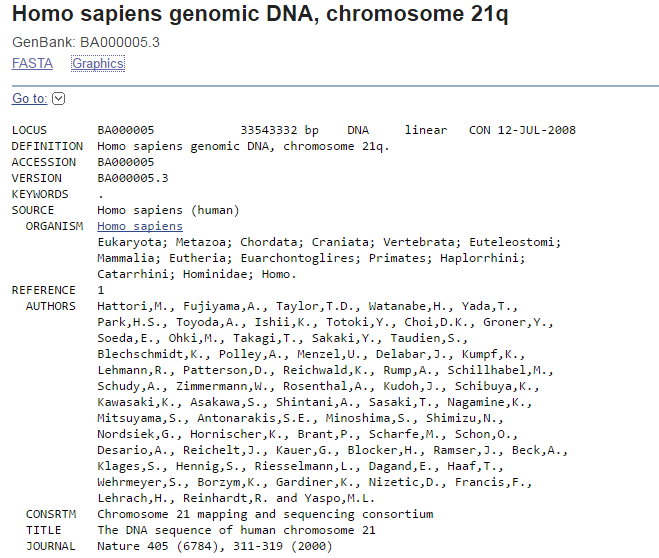 Homo sapiens genomic DNA, chromosome 21q
GenBank: BA000005.3
FASTA Graphics
Go to:
LOCUS BA000005 33543332 bp DNA linear CON 12-JUL-2008
DEFINITION Homo sapiens genomic DNA, chromosome 21q.
ACCESSION BA000005
VERSION BA000005.3
KEYWORDS .
SOURCE Homo sapiens (human)
ORGANISM Homo sapiens
Eukaryota; Metazoa; Chordata; Craniata; Vertebrata; Euteleostomi;
Mammalia; Eutheria; Euarchontoglires; Primates; Haplorrhini;
Catarrhini; Hominidae; Homo.
REFERENCE 1
AUTHORS Hattori,M., Fujiyama,A., Taylor,T.D., Watanabe,H., Yada,T.,
Park,H.S., Toyoda,A., Ishii,K., Totoki,Y., Choi,D.K., Groner,Y.,
Soeda,E., Ohki,M., Takagi,T., Sakaki,Y., Taudien,S.,
Blechschmidt,K., Polley,A., Menzel,U., Delabar,J., Kumpf,K.,
Lehmann,R., Patterson,D., Reichwald,K., Rump,A., Schillhabel,M.,
Schudy,A., Zimmermann,W., Rosenthal,A., Kudoh,J., Schibuya,K.,
Kawasaki,K., Asakawa,S., Shintani,A., Sasaki,T., Nagamine,K.,
Mitsuyama,S., Antonarakis,S.E., Minoshima,S., Shimizu,N.,
Nordsiek,G., Hornischer,K., Brant,P., Scharfe,M., Schon,O.,
Desario,A., Reichelt,J., Kauer,G., Blocker,H., Ramser,J., Beck,A.,
Klages,S., Hennig,S., Riesselmann,L., Dagand,E., Haaf,T.,
Wehrmeyer,S., Borzym,K., Gardiner,K., Nizetic,D., Francis,F.,
Lehrach,H., Reinhardt,R. and Yaspo,M.L.
CONSRTM Chromosome 21 mapping and sequencing consortium
TITLE The DNA sequence of human chromosome 21
JOURNAL Nature 405 (6784), 311-319 (2000)